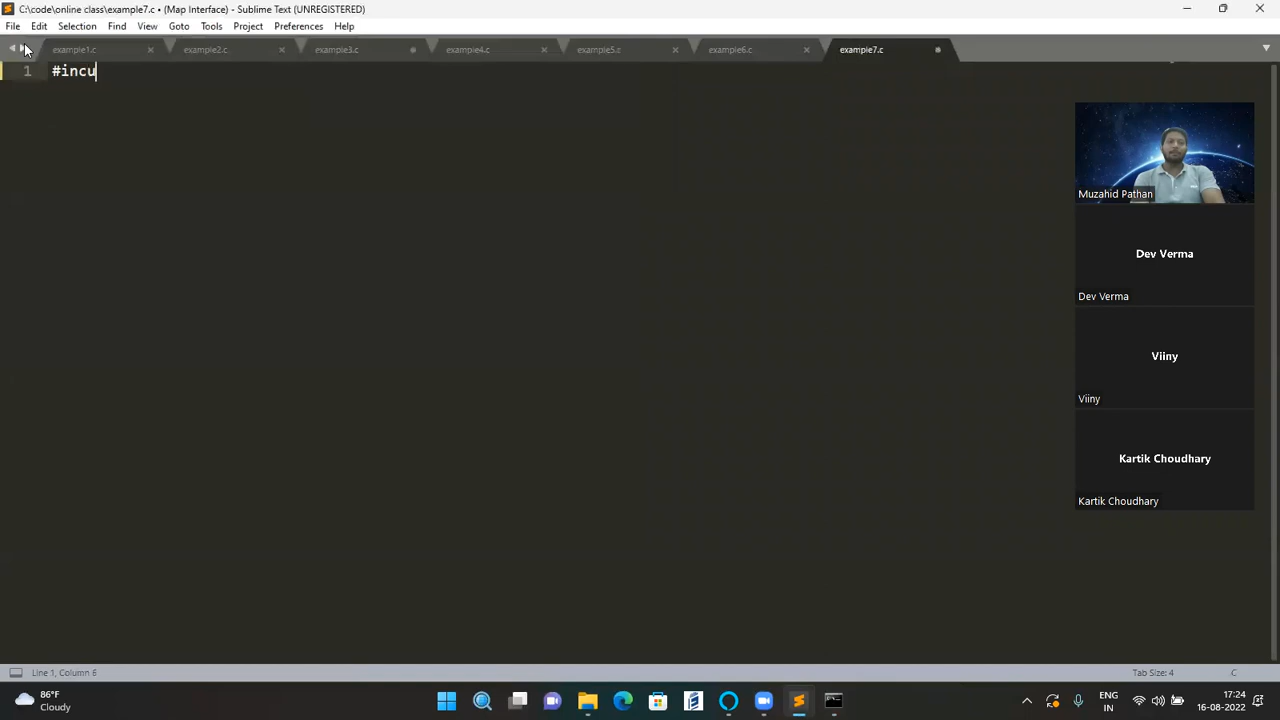 C:\code\online class\example7.c • (Map Interface) - Sublime Text (UNREGISTERED)
File Edit Selection Find View Goto Tools Project Preferences Help
example1.c example2.c example3.c example4.c example5.c example6.c example7.c
1 #incu
Muzahid Pathan
Dev Verma
Dev Verma
Viiny
Viiny
Kartik Choudhary
Kartik Choudhary
Line 1, Column 6 Tab Size: 4 C
86°F
Cloudy
ENG
IN
17:24
16-08-2022